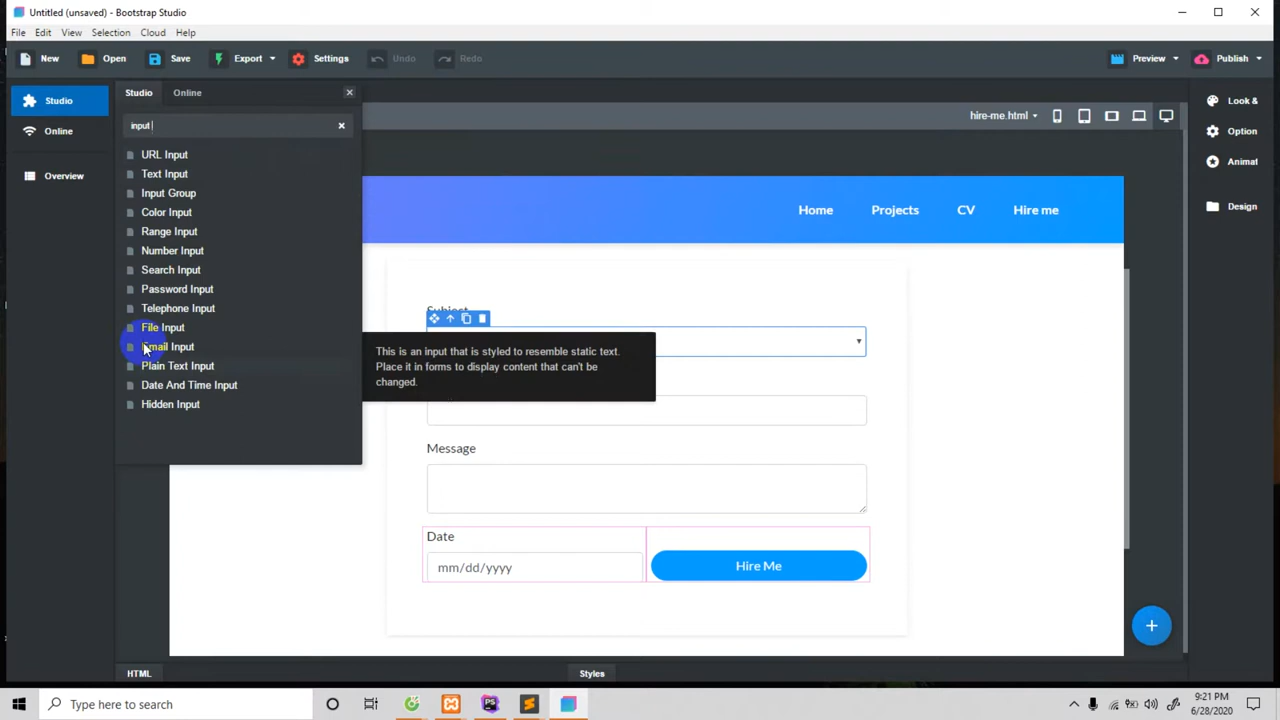 Untitled (unsaved) - Bootstrap Studio
File Edit View Selection Cloud Help
New Open Save Export Settings Undo Redo Preview Publish
Studio Online
Studio
Online
Overview
input
URL Input
Text Input
Input Group
Color Input
Range Input
Number Input
Search Input
Password Input
Telephone Input
File Input
Email Input
Plain Text Input
Date And Time Input
Hidden Input
This is an input that is styled to resemble static text.
Place it in forms to display content that can't be
changed.
hire-me.html
Home Projects CV Hire me
Subject
Message
Date
mm/dd/yyyy
Hire Me
Look &
Option
Animat
Design
HTML
Styles
Type here to search
9:21 PM
6/28/2020